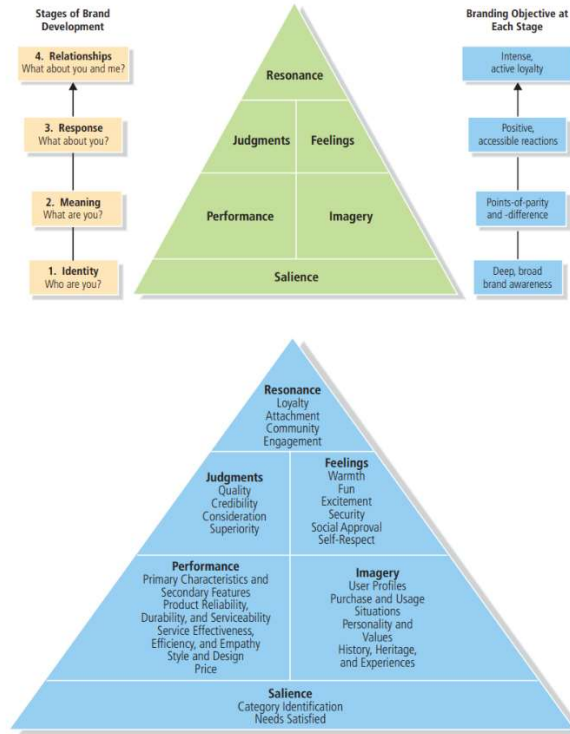 Stages of Brand
Development
4. Relationships
What about you and me?
3. Response
What about you?
2. Meaning
What are you?
1. Identity
Who are you?
Resonance
Judgments
Feelings
Performance
Imagery
Salience
Branding Objective at
Each Stage
Intense,
active loyalty
Positive,
accessible reactions
Points-of-parity
and -difference
Deep, broad
brand awareness
Resonance
Loyalty
Attachment
Community
Engagement
Judgments
Quality
Credibility
Consideration
Superiority
Feelings
Warmth
Fun
Excitement
Security
Social Approval
Self-Respect
Performance
Primary Characteristics and
Secondary Features
Product Reliability,
Durability, and Serviceability
Service Effectiveness,
Efficiency, and Empathy
Style and Design
Price
Imagery
User Profiles
Purchase and Usage
Situations
Personality and
Values
History, Heritage,
and Experiences
Salience
Category Identification
Needs Satisfied